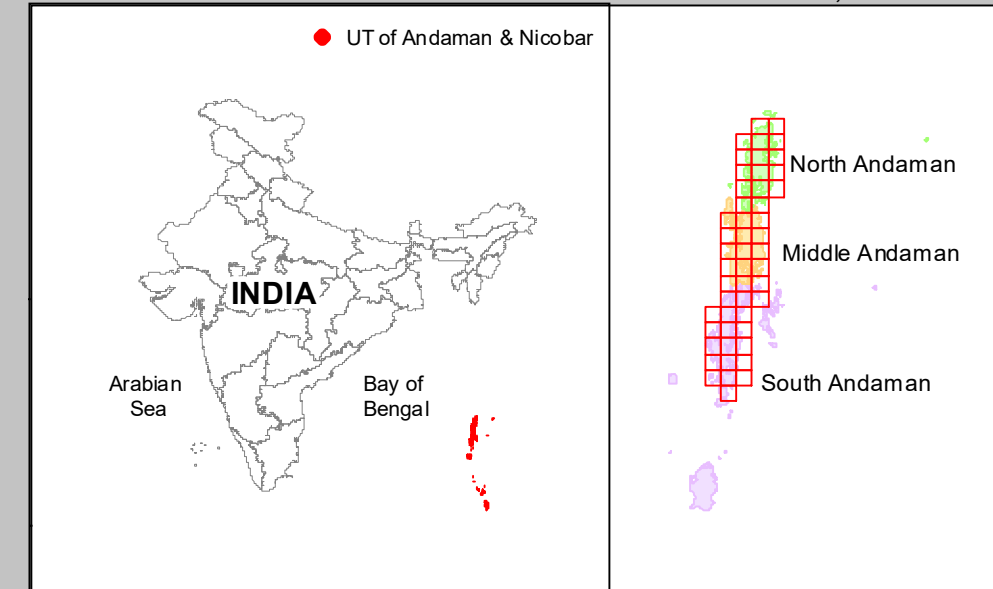 UT of Andaman & Nicobar
INDIA
Arabian
Sea
Bay of
Bengal
North Andaman
Middle Andaman
South Andaman